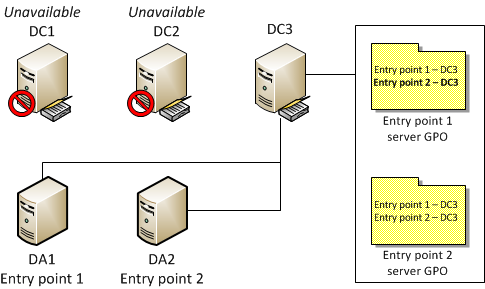 Unavailable
DC1
Unavailable
DC2
DC3
Entry point 1 – DC3
Entry point 2 – DC3
Entry point 1
server GPO
Entry point 1 – DC3
Entry point 2 – DC3
Entry point 2
server GPO
DA1
Entry point 1
DA2
Entry point 2